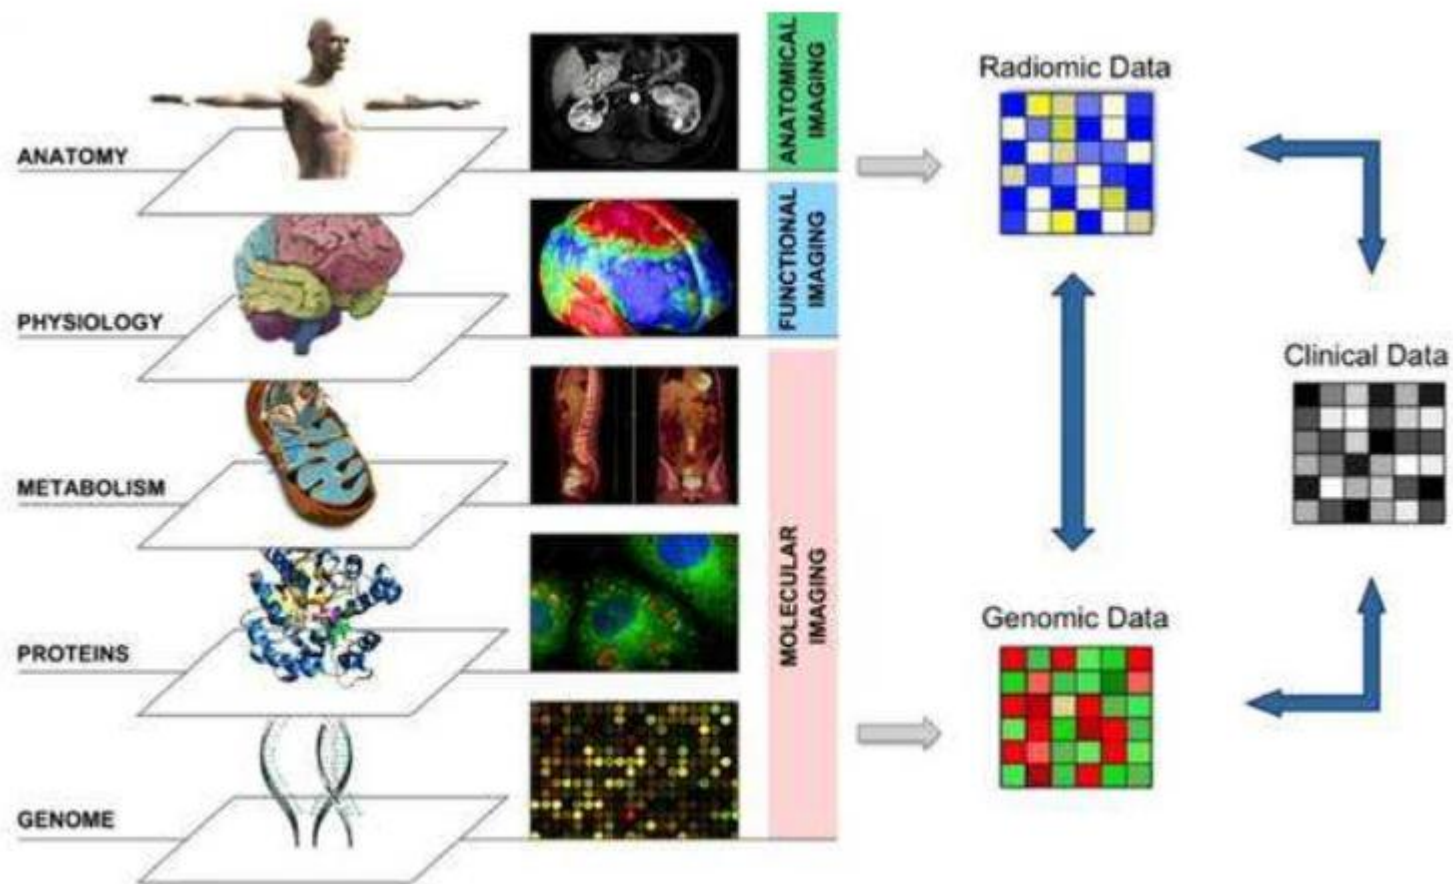 ANATOMY
ANATOMICAL
IMAGING
Radiomic Data
PHYSIOLOGY
FUNCTIONAL
IMAGING
Clinical Data
METABOLISM
MOLECULAR
IMAGING
PROTEINS
Genomic Data
GENOME